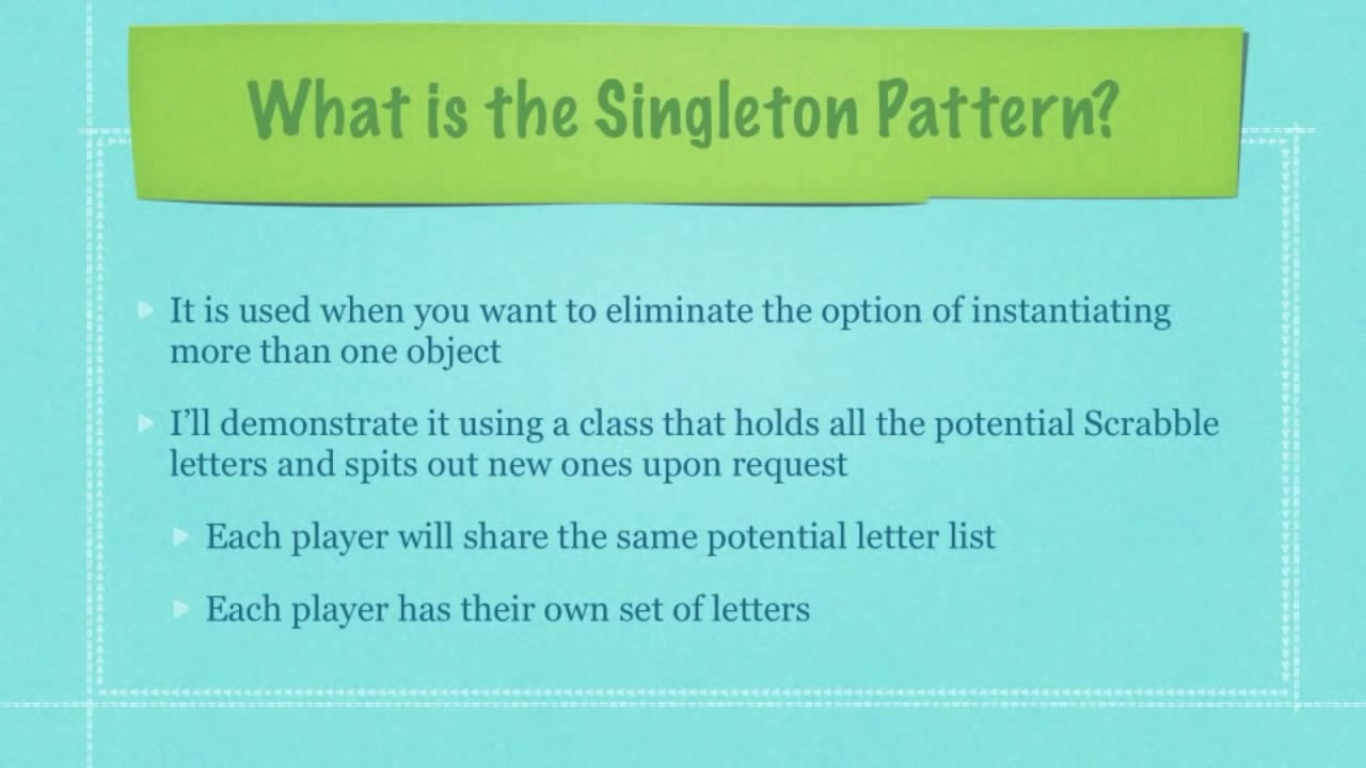 What is the Singleton Pattern?
It is used when you want to eliminate the option of instantiating
more than one object
I'll demonstrate it using a class that holds all the potential Scrabble
letters and spits out new ones upon request
Each player will share the same potential letter list
Each player has their own set of letters